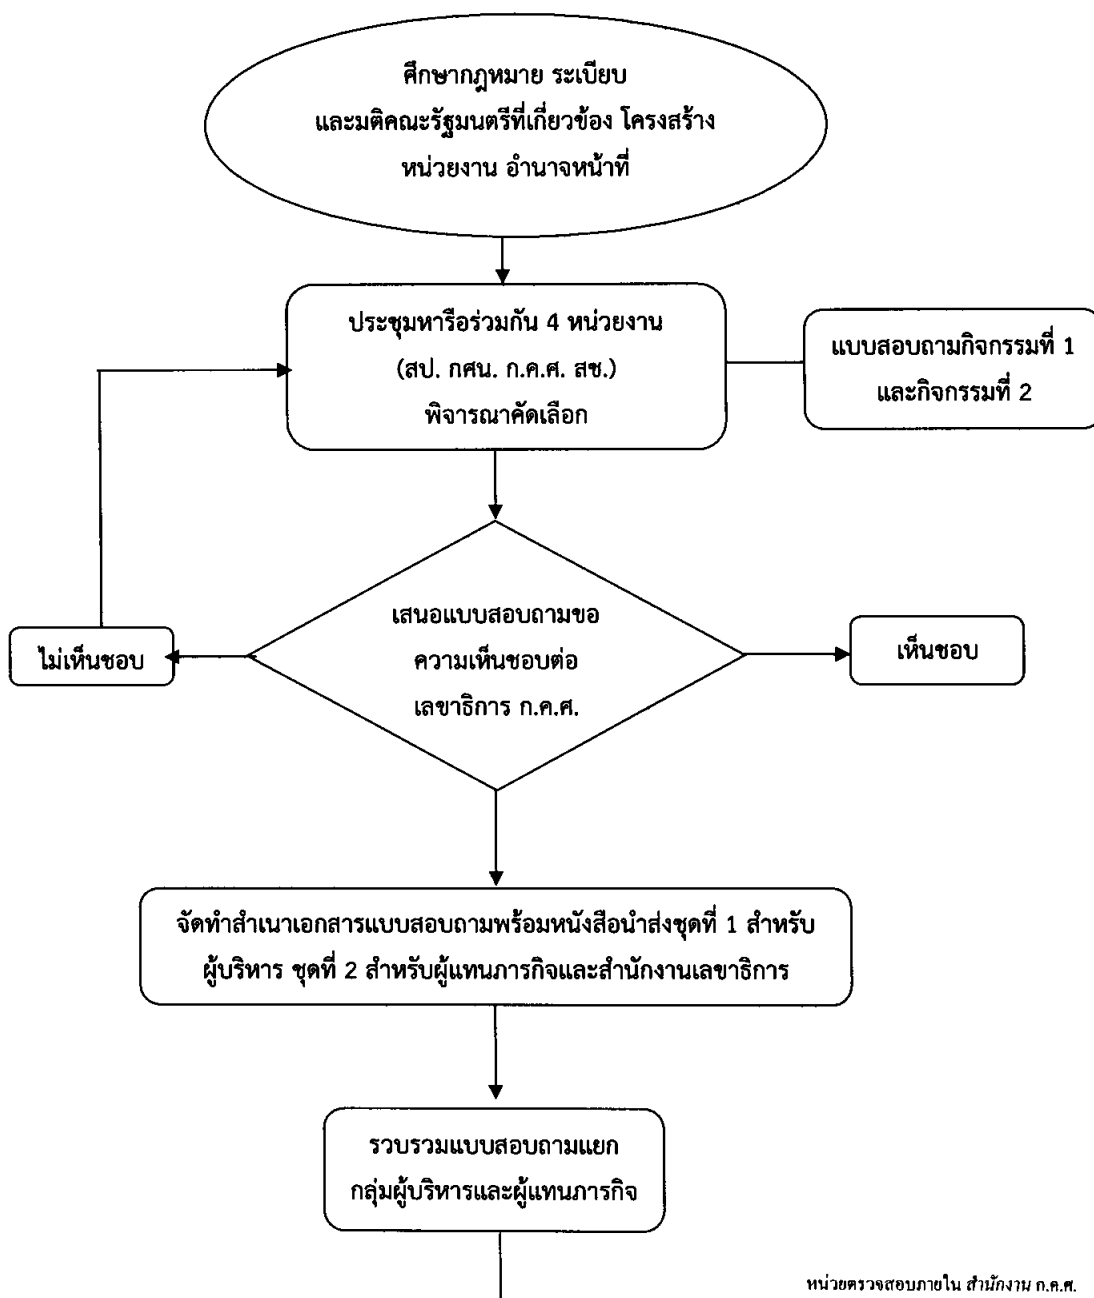 ศึกษากฎหมาย ระเบียบ
และมติคณะรัฐมนตรีที่เกี่ยวข้อง โครงสร้าง
หน่วยงาน อำนาจหน้าที่
ประชุมหารือร่วมกัน 4 หน่วยงาน
(สป. กศน. ก.ค.ศ. สช.)
พิจารณาคัดเลือก
แบบสอบถามกิจกรรมที่ 1
และกิจกรรมที่ 2
เสนอแบบสอบถามขอ
ความเห็นชอบต่อ
เลขาธิการ ก.ค.ศ.
ไม่เห็นชอบ
เห็นชอบ
จัดทำสำเนาเอกสารแบบสอบถามพร้อมหนังสือนำส่งชุดที่ 1 สำหรับ
ผู้บริหาร ชุดที่ 2 สำหรับผู้แทนภารกิจและสำนักงานเลขาธิการ
รวบรวมแบบสอบถามแยก
กลุ่มผู้บริหารและผู้แทนภารกิจ
หน่วยตรวจสอบภายใน สำนักงาน ก.ค.ศ.